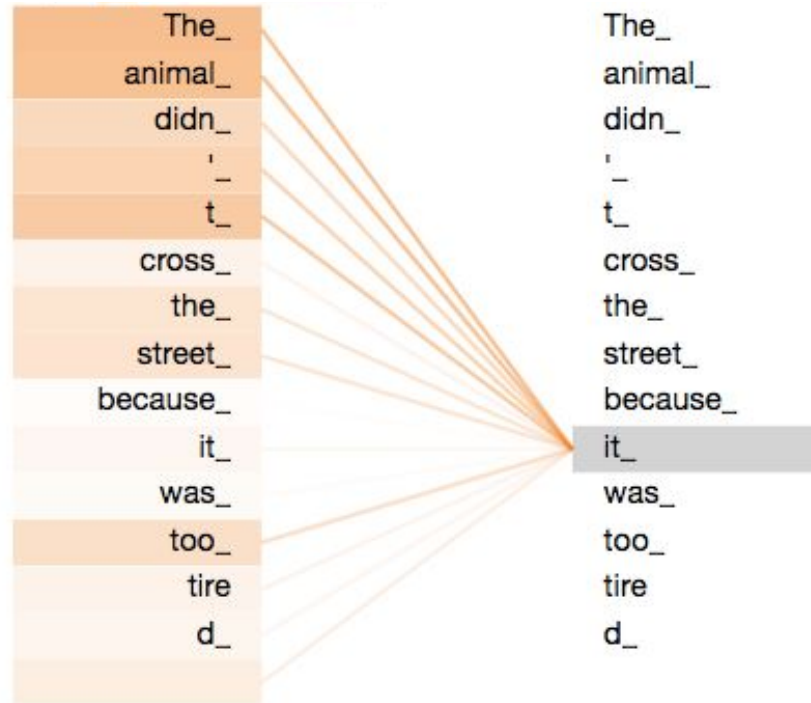 The_ The_
animal_ animal_
didn_ didn_
'_ '_
t_ t_
cross_ cross_
the_ the_
street_ street_
because_ because_
it_ it_
was_ was_
too_ too_
tire tire
d_ d_